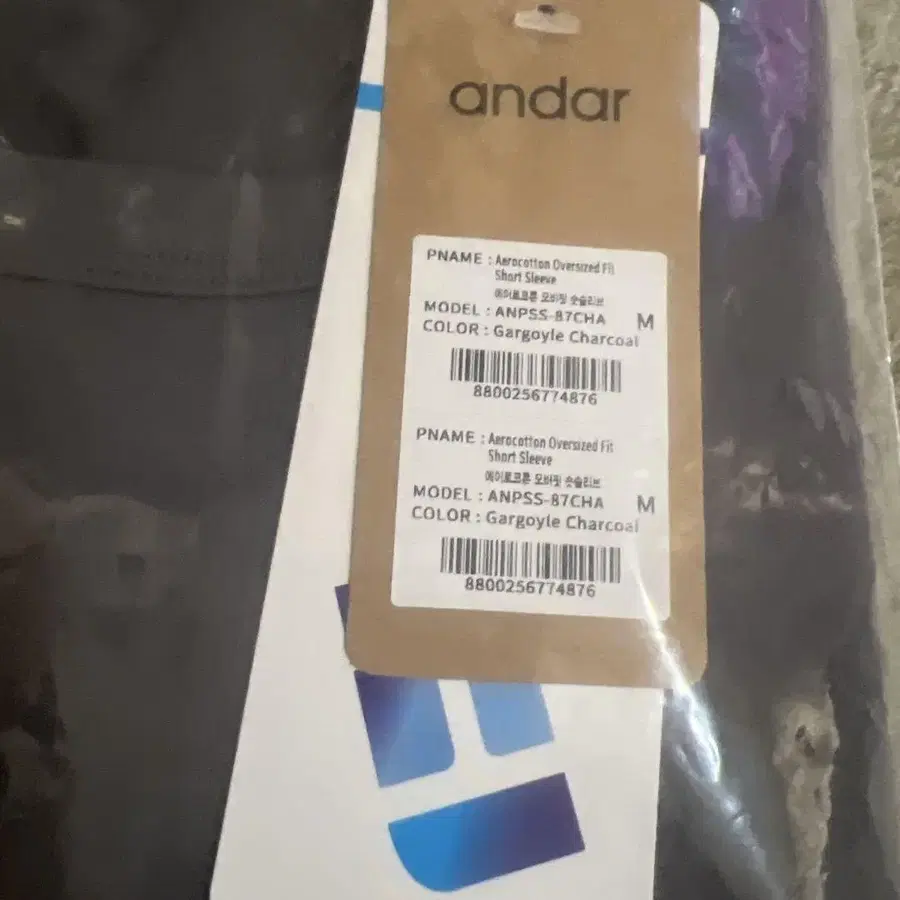 andar
PNAME : Aerocotton Oversized Fit
Short Sleeve
에어로코튼 오버핏 숏슬리브
MODEL : ANPSS-87CHA M
COLOR : Gargoyle Charcoal
8800256774876
PNAME : Aerocotton Oversized Fit
Short Sleeve
에어로코튼 오버핏 숏슬리브
MODEL : ANPSS-87CHA M
COLOR : Gargoyle Charcoal
8800256774876